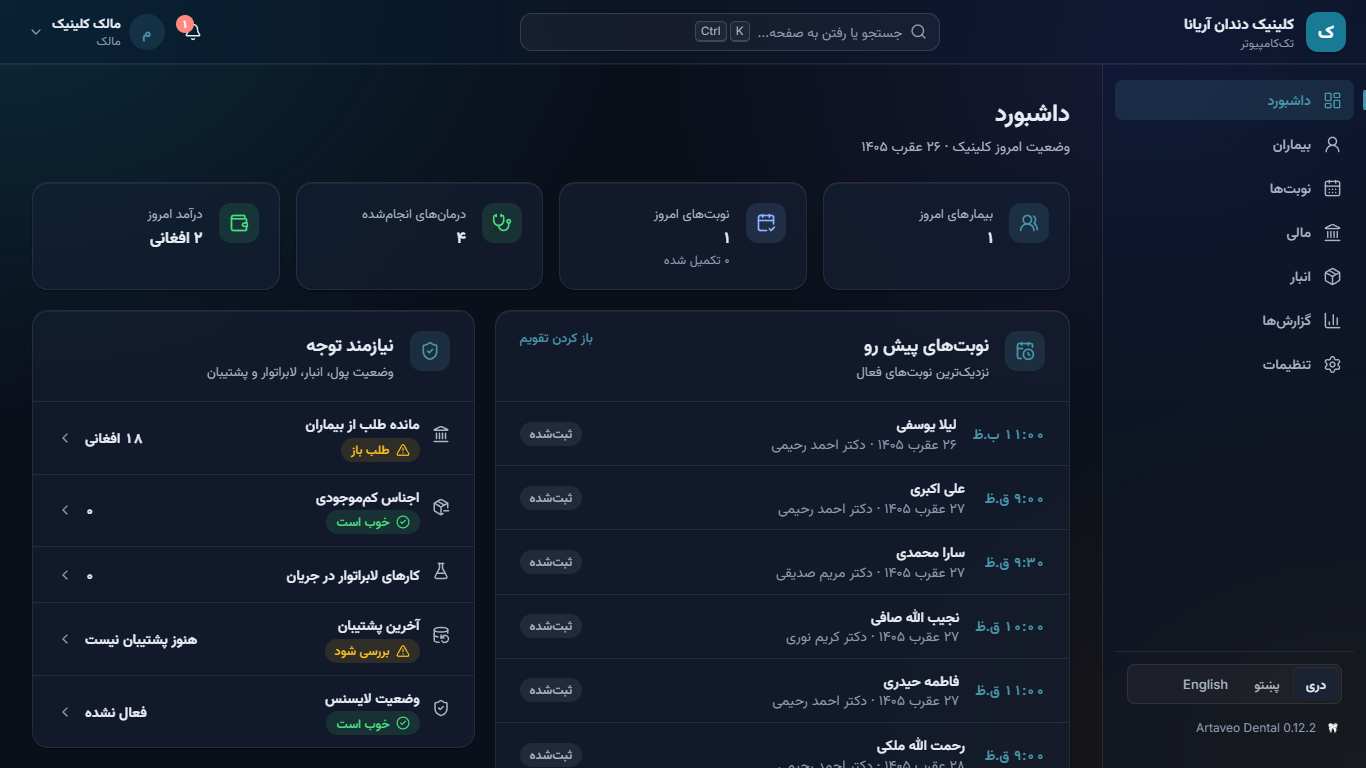 کلینیک دندان آریانا
تک‌کامپیوتر
جستجو یا رفتن به صفحه...
Ctrl K
۱
م
مالک کلینیک
مالک
ک
داشبورد
بیماران
نوبت‌ها
مالی
انبار
گزارش‌ها
تنظیمات
دری
پښتو
English
Artaveo Dental 0.12.2
داشبورد
وضعیت امروز کلینیک · ۲۶ عقرب ۱۴۰۵
بیمارهای امروز
۱
نوبت‌های امروز
۱
۰ تکمیل شده
درمان‌های انجام‌شده
۴
درآمد امروز
۲ افغانی
نوبت‌های پیش رو
نزدیک‌ترین نوبت‌های فعال
باز کردن تقویم
۱۱:۰۰ ب.ظ
لیلا یوسفی
۲۶ عقرب ۱۴۰۵ · دکتر احمد رحیمی
ثبت‌شده
۹:۰۰ ق.ظ
علی اکبری
۲۷ عقرب ۱۴۰۵ · دکتر احمد رحیمی
ثبت‌شده
۹:۳۰ ق.ظ
سارا محمدی
۲۷ عقرب ۱۴۰۵ · دکتر مریم صدیقی
ثبت‌شده
۱۰:۰۰ ق.ظ
نجیب الله صافی
۲۷ عقرب ۱۴۰۵ · دکتر کریم نوری
ثبت‌شده
۱۱:۰۰ ق.ظ
فاطمه حیدری
۲۷ عقرب ۱۴۰۵ · دکتر احمد رحیمی
ثبت‌شده
۹:۰۰ ق.ظ
رحمت الله ملکی
۲۸ عقرب ۱۴۰۵ · دکتر احمد رحیمی
ثبت‌شده
نیازمند توجه
وضعیت پول، انبار، لابراتوار و پشتیبان
مانده طلب از بیماران
طلب باز
۱۸ افغانی
اجناس کم‌موجودی
خوب است
۰
کارهای لابراتوار در جریان
۰
آخرین پشتیبان
بررسی شود
هنوز پشتیبان نیست
وضعیت لایسنس
خوب است
فعال نشده